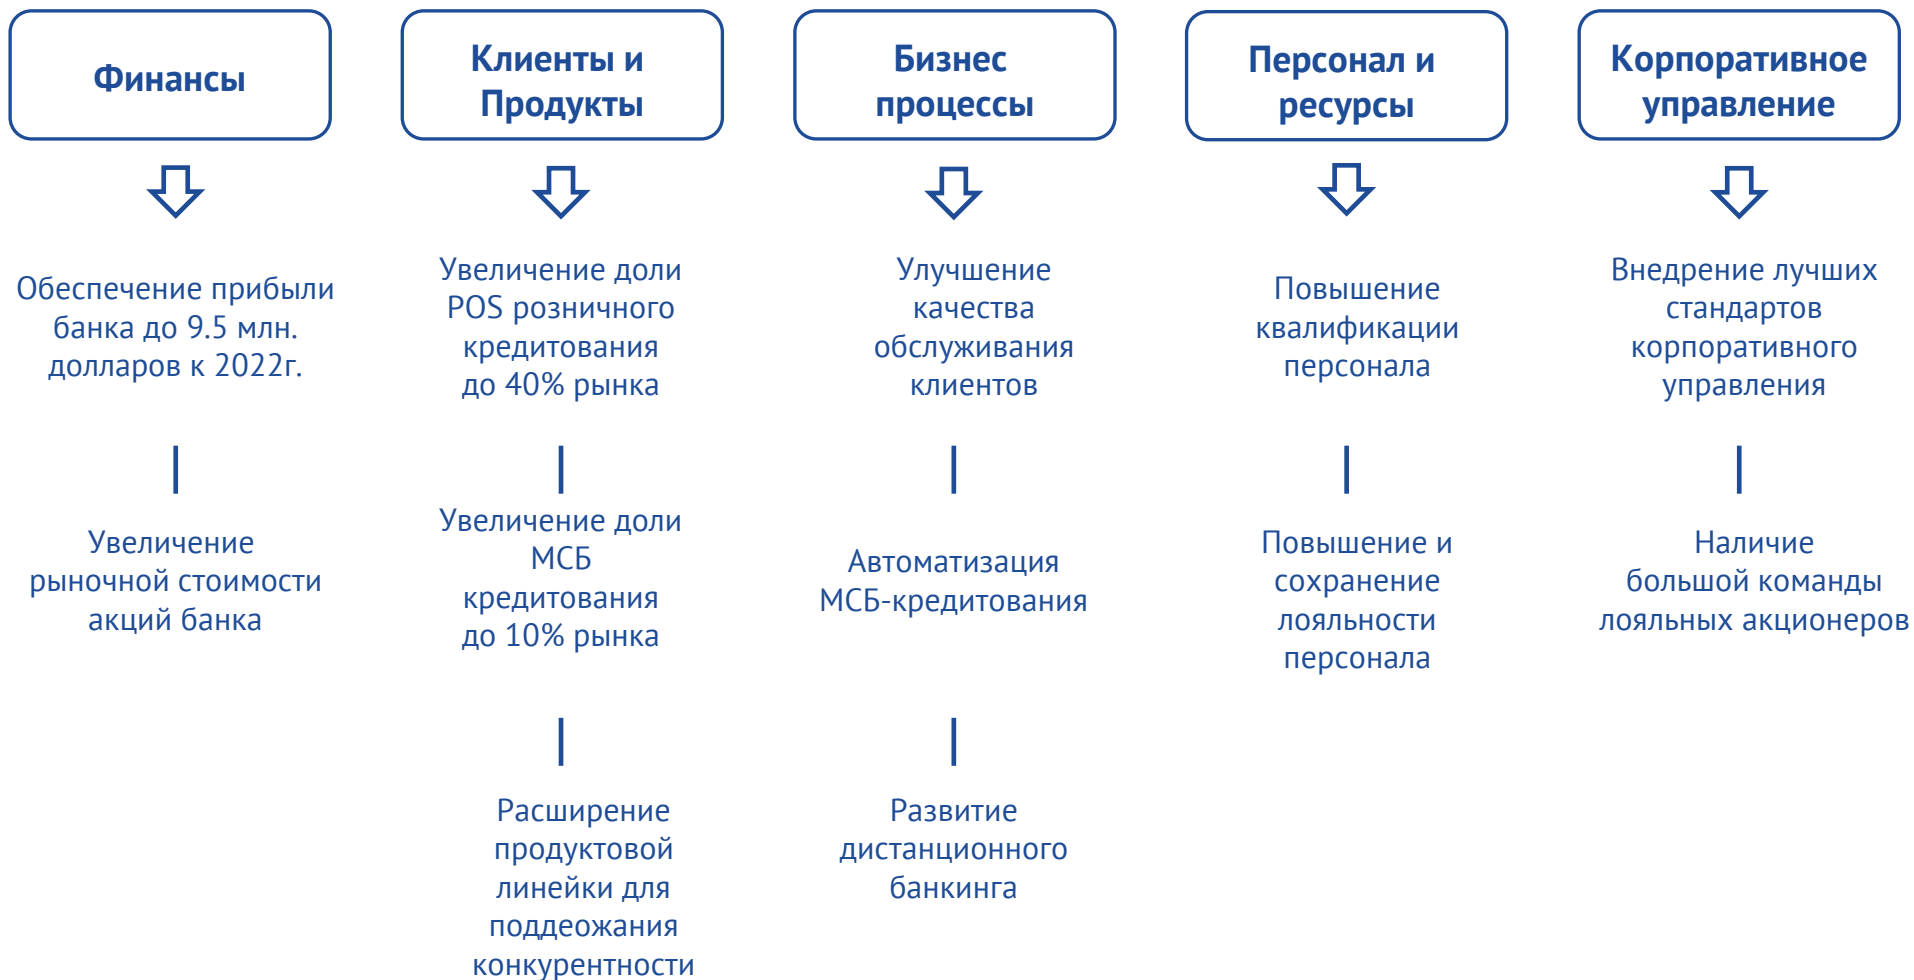 Финансы
Обеспечение прибыли
банка до 9.5 млн.
долларов к 2022г.
Увеличение
рыночной стоимости
акций банка
Клиенты и
Продукты
Увеличение доли
POS розничного
кредитования
до 40% рынка
Увеличение доли
МСБ
кредитования
до 10% рынка
Расширение
продуктовой
линейки для
поддеожания
конкурентности
Бизнес
процессы
Улучшение
качества
обслуживания
клиентов
Автоматизация
МСБ-кредитования
Развитие
дистанционного
банкинга
Персонал и
ресурсы
Повышение
квалификации
персонала
Повышение и
сохранение
лояльности
персонала
Корпоративное
управление
Внедрение лучших
стандартов
корпоративного
управления
Наличие
большой команды
лояльных акционеров